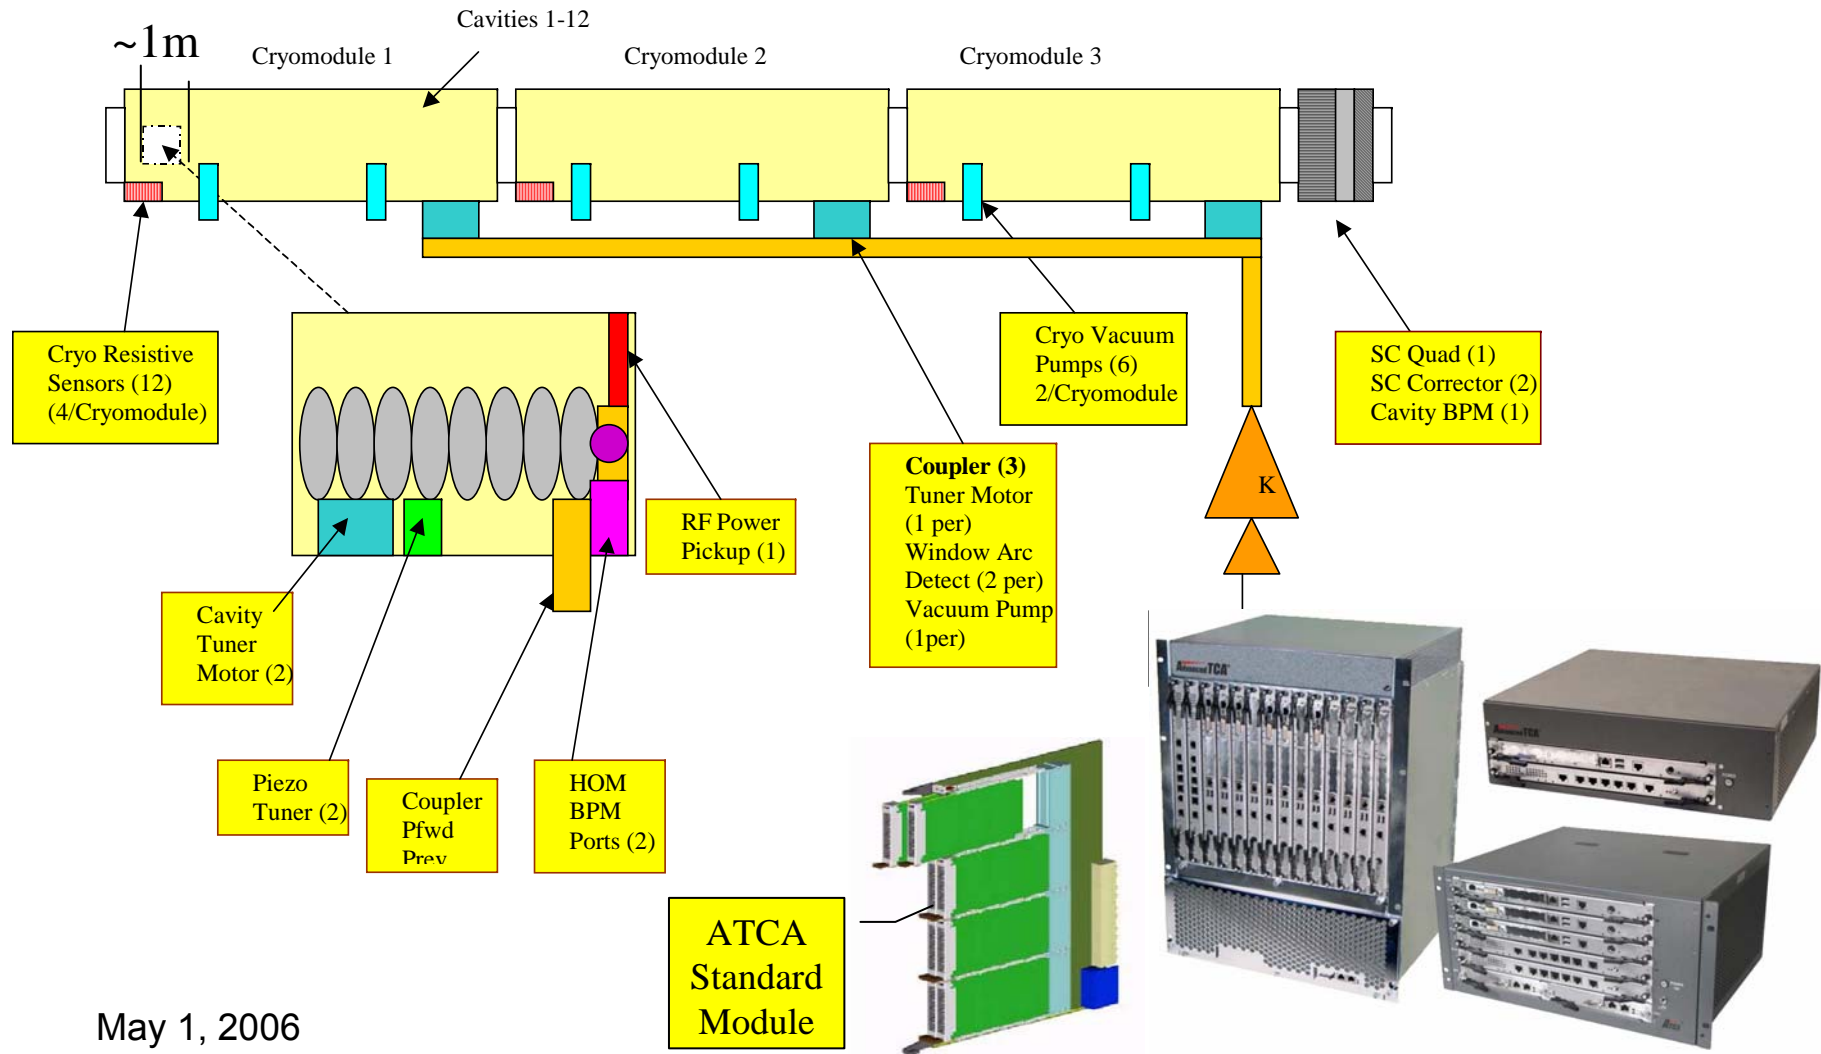 Cavities 1-12
~1m
Cryomodule 1
Cryomodule 2
Cryomodule 3
Cryo Resistive
Sensors (12)
(4/Cryomodule)
Cryo Vacuum
Pumps (6)
2/Cryomodule
SC Quad (1)
SC Corrector (2)
Cavity BPM (1)
Coupler (3)
Tuner Motor
(1 per)
Window Arc
Detect (2 per)
Vacuum Pump
(1per)
K
RF Power
Pickup (1)
Cavity
Tuner
Motor (2)
Piezo
Tuner (2)
Coupler
Pfwd
Prev
HOM
BPM
Ports (2)
AdvancedTCA
AdvancedTCA
ATCA
Standard
Module
May 1, 2006